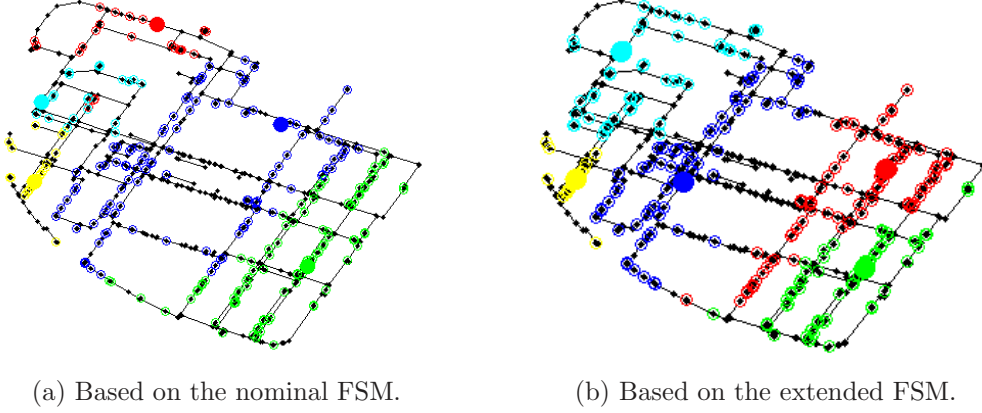 (a) Based on the nominal FSM.
(b) Based on the extended FSM.